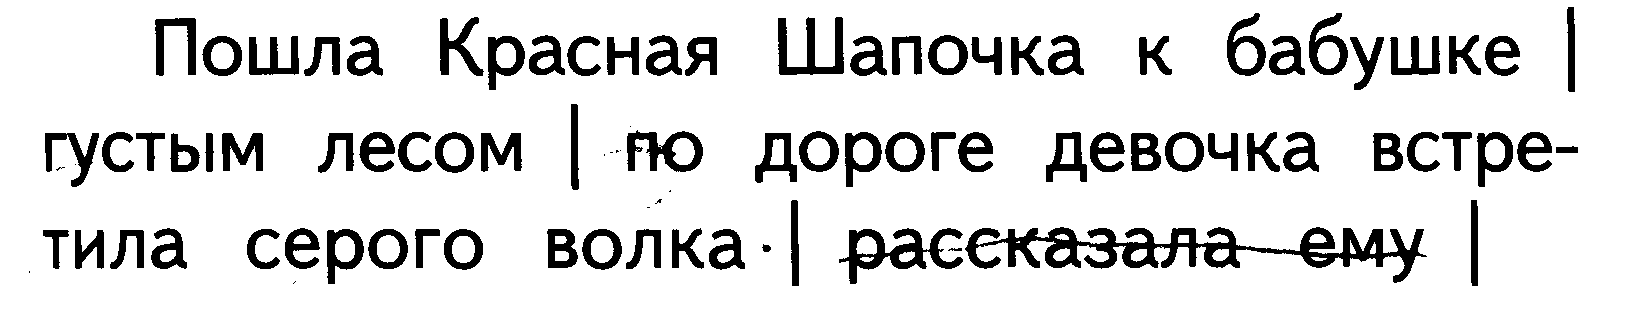 Пошла Красная Шапочка к бабушке |
густым лесом | по дороге девочка встре-
тила серого волка. | рассказала ему |